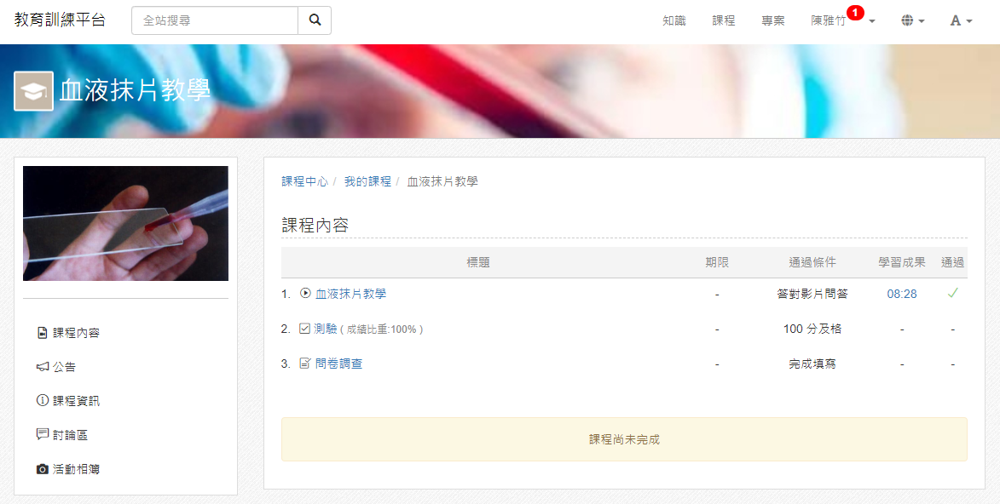 教育訓練平台 全站搜尋 知識 課程 專案 陳雅竹 1 A
血液抹片教學
課程中心 / 我的課程 / 血液抹片教學
課程內容
標題 期限 通過條件 學習成果 通過
1. 血液抹片教學 - 答對影片問答 08:28
2. 測驗 ( 成績比重:100% ) - 100 分及格 - -
3. 問卷調查 - 完成填寫 - -
課程尚未完成
課程內容
公告
課程資訊
討論區
活動相簿